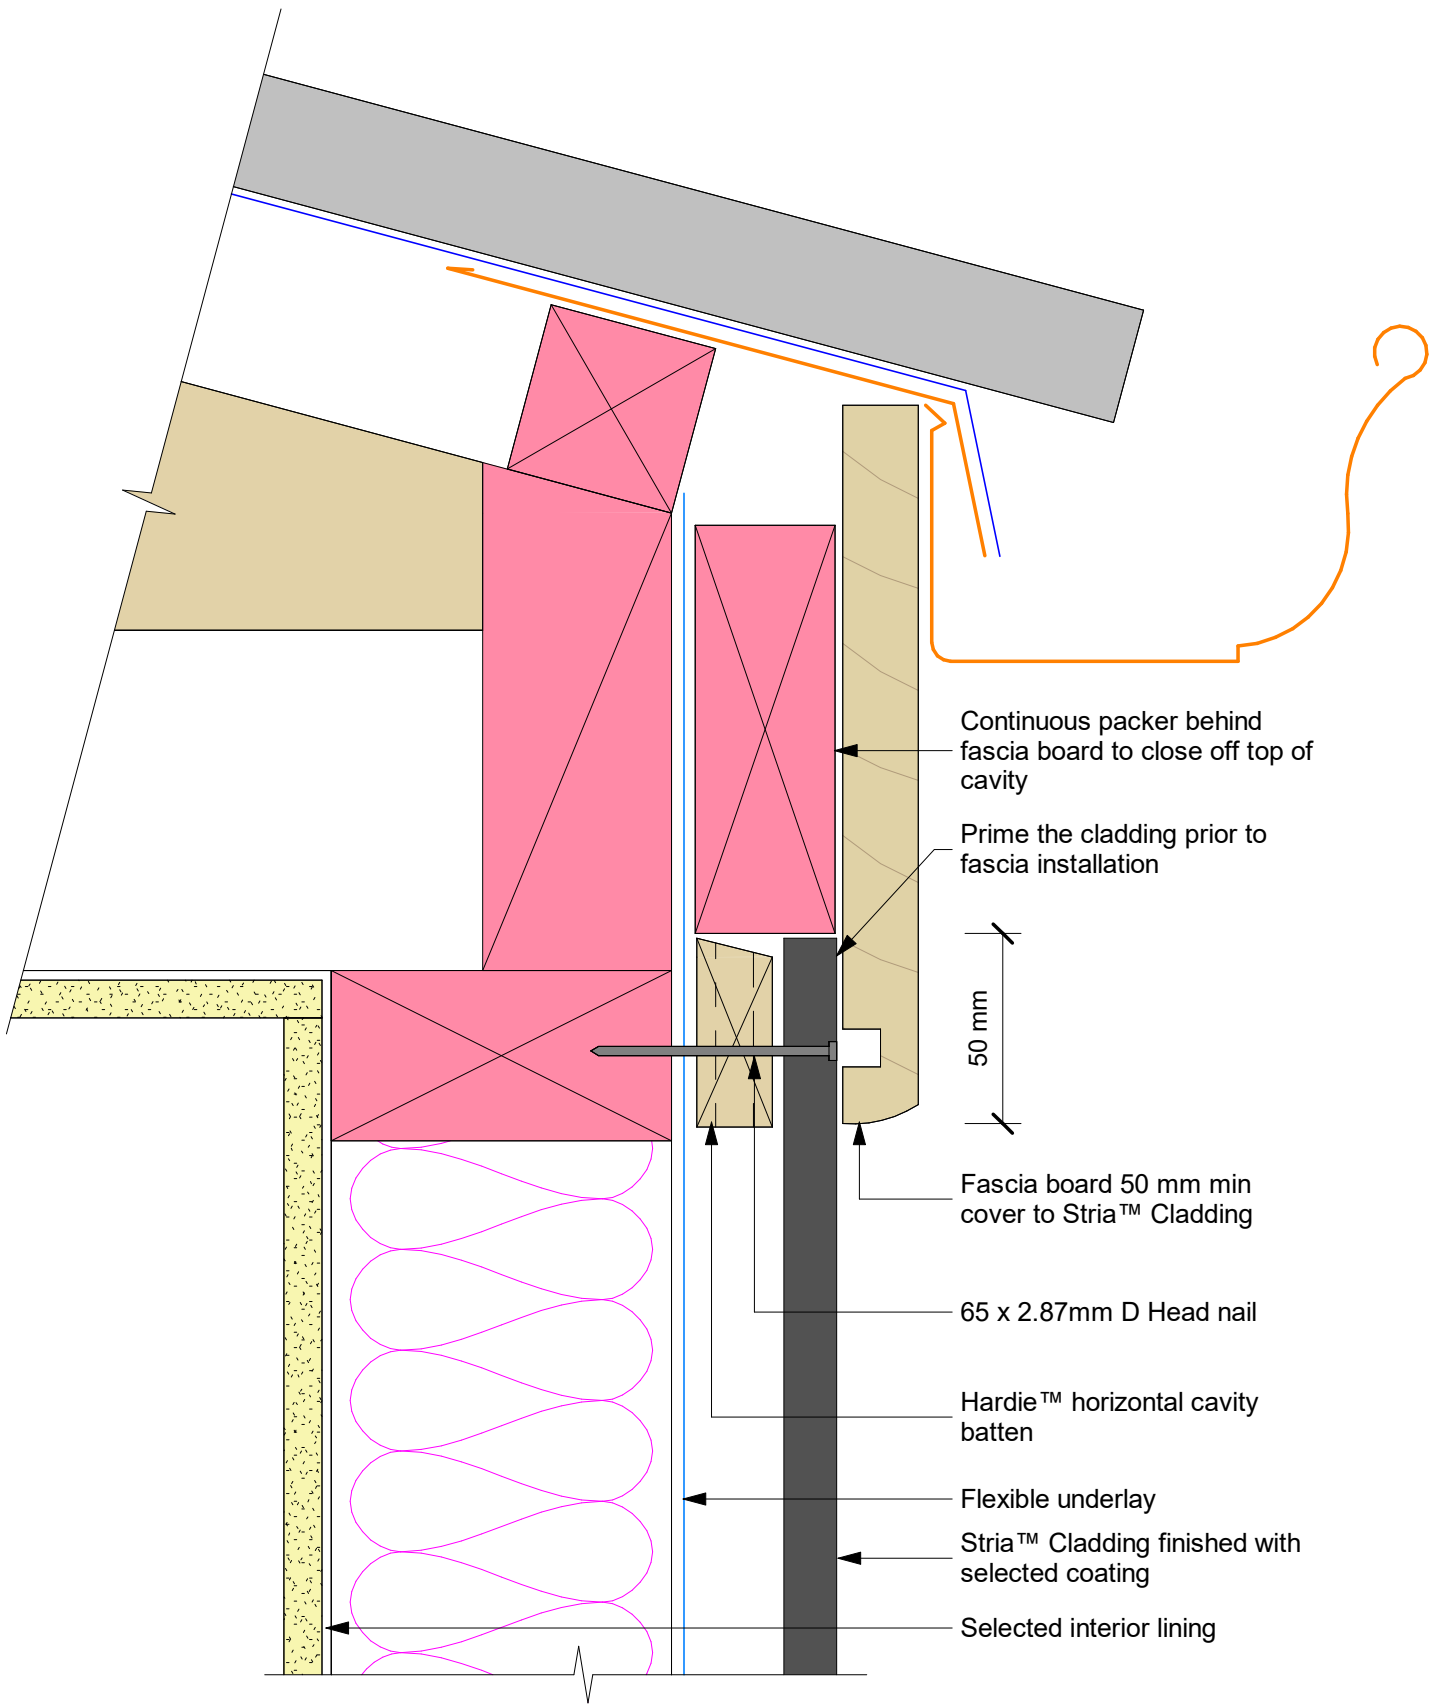 Continuous packer behind
fascia board to close off top of
cavity
Prime the cladding prior to
fascia installation
50 mm
Fascia board 50 mm min
cover to Stria™ Cladding
65 x 2.87mm D Head nail
Hardie™ horizontal cavity
batten
Flexible underlay
Stria™ Cladding finished with
selected coating
Selected interior lining